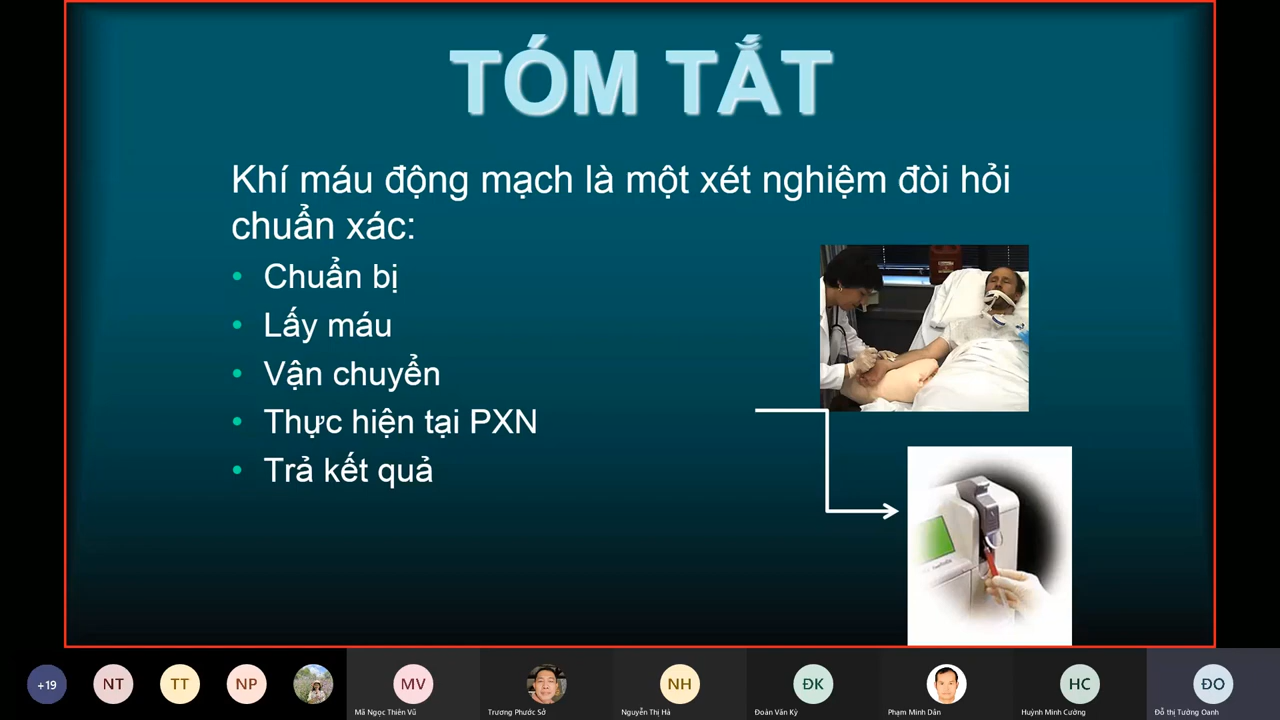 TÓM TẮT
Khí máu động mạch là một xét nghiệm đòi hỏi
chuẩn xác:
• Chuẩn bị
• Lấy máu
• Vận chuyển
• Thực hiện tại PXN
• Trả kết quả
+19
NT
TT
NP
MV
NH
ĐK
HC
ĐO
Mã Ngọc Thiên Vũ
Trương Phước Sở
Nguyễn Thị Hà
Đoàn Văn Ký
Phạm Minh Dân
Huỳnh Minh Cường
Đỗ thị Tường Oanh